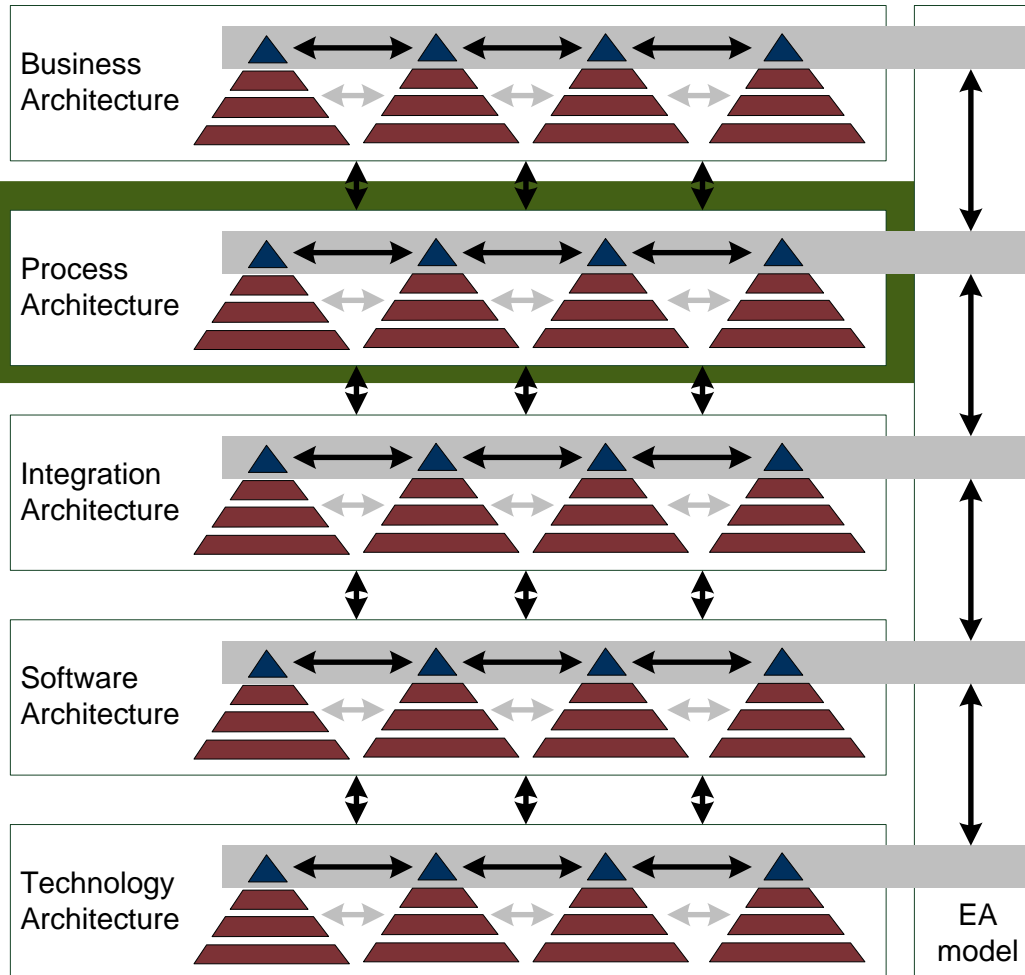 Business
Architecture
Process
Architecture
Integration
Architecture
Software
Architecture
Technology
Architecture
EA
model